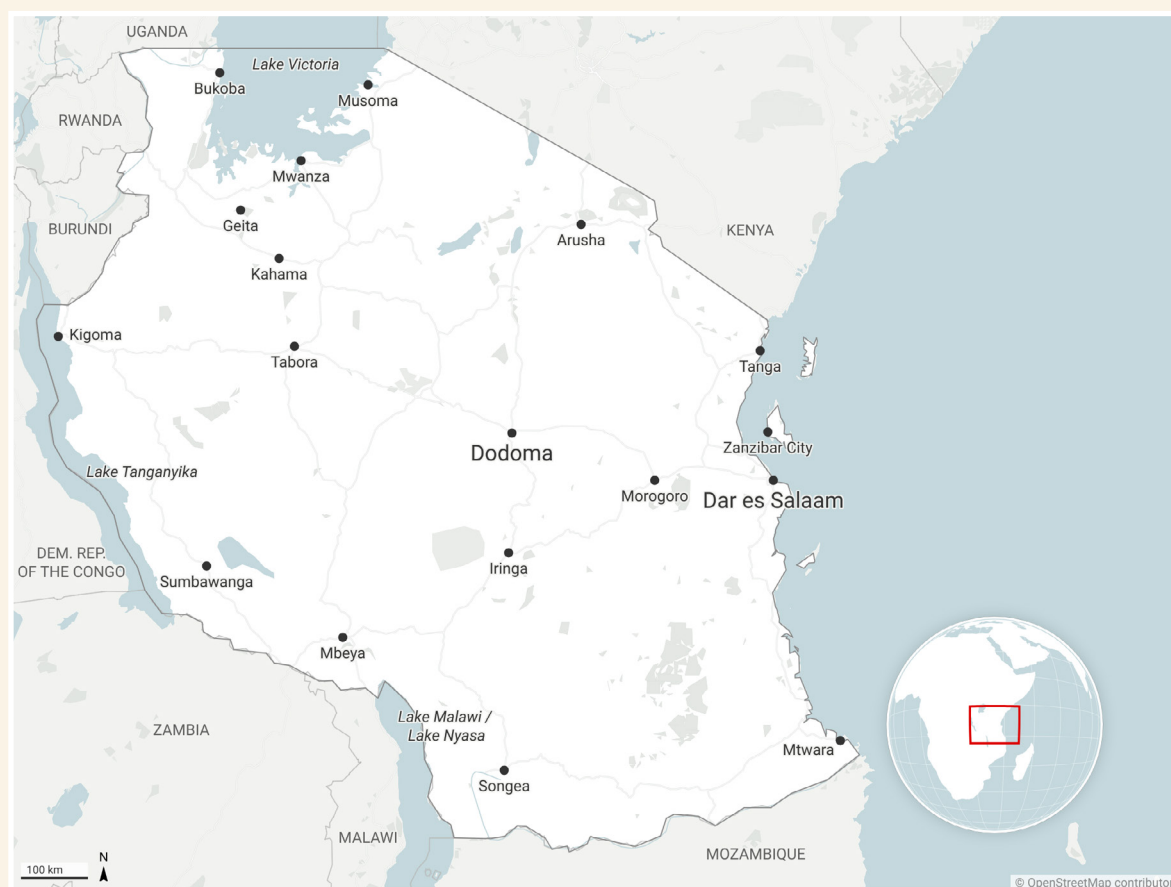 UGANDA
Lake Victoria
Bukoba
Musoma
RWANDA
Mwanza
Geita
BURUNDI
KENYA
Arusha
Kahama
Kigoma
Tabora
Tanga
Zanzibar City
Dodoma
Lake Tanganyika
Morogoro
Dar es Salaam
DEM. REP.
OF THE CONGO
Iringa
Sumbawanga
Mbeya
Lake Malawi /
Lake Nyasa
ZAMBIA
Mtwara
Songea
MALAWI
MOZAMBIQUE
100 km
N
© OpenStreetMap contributor